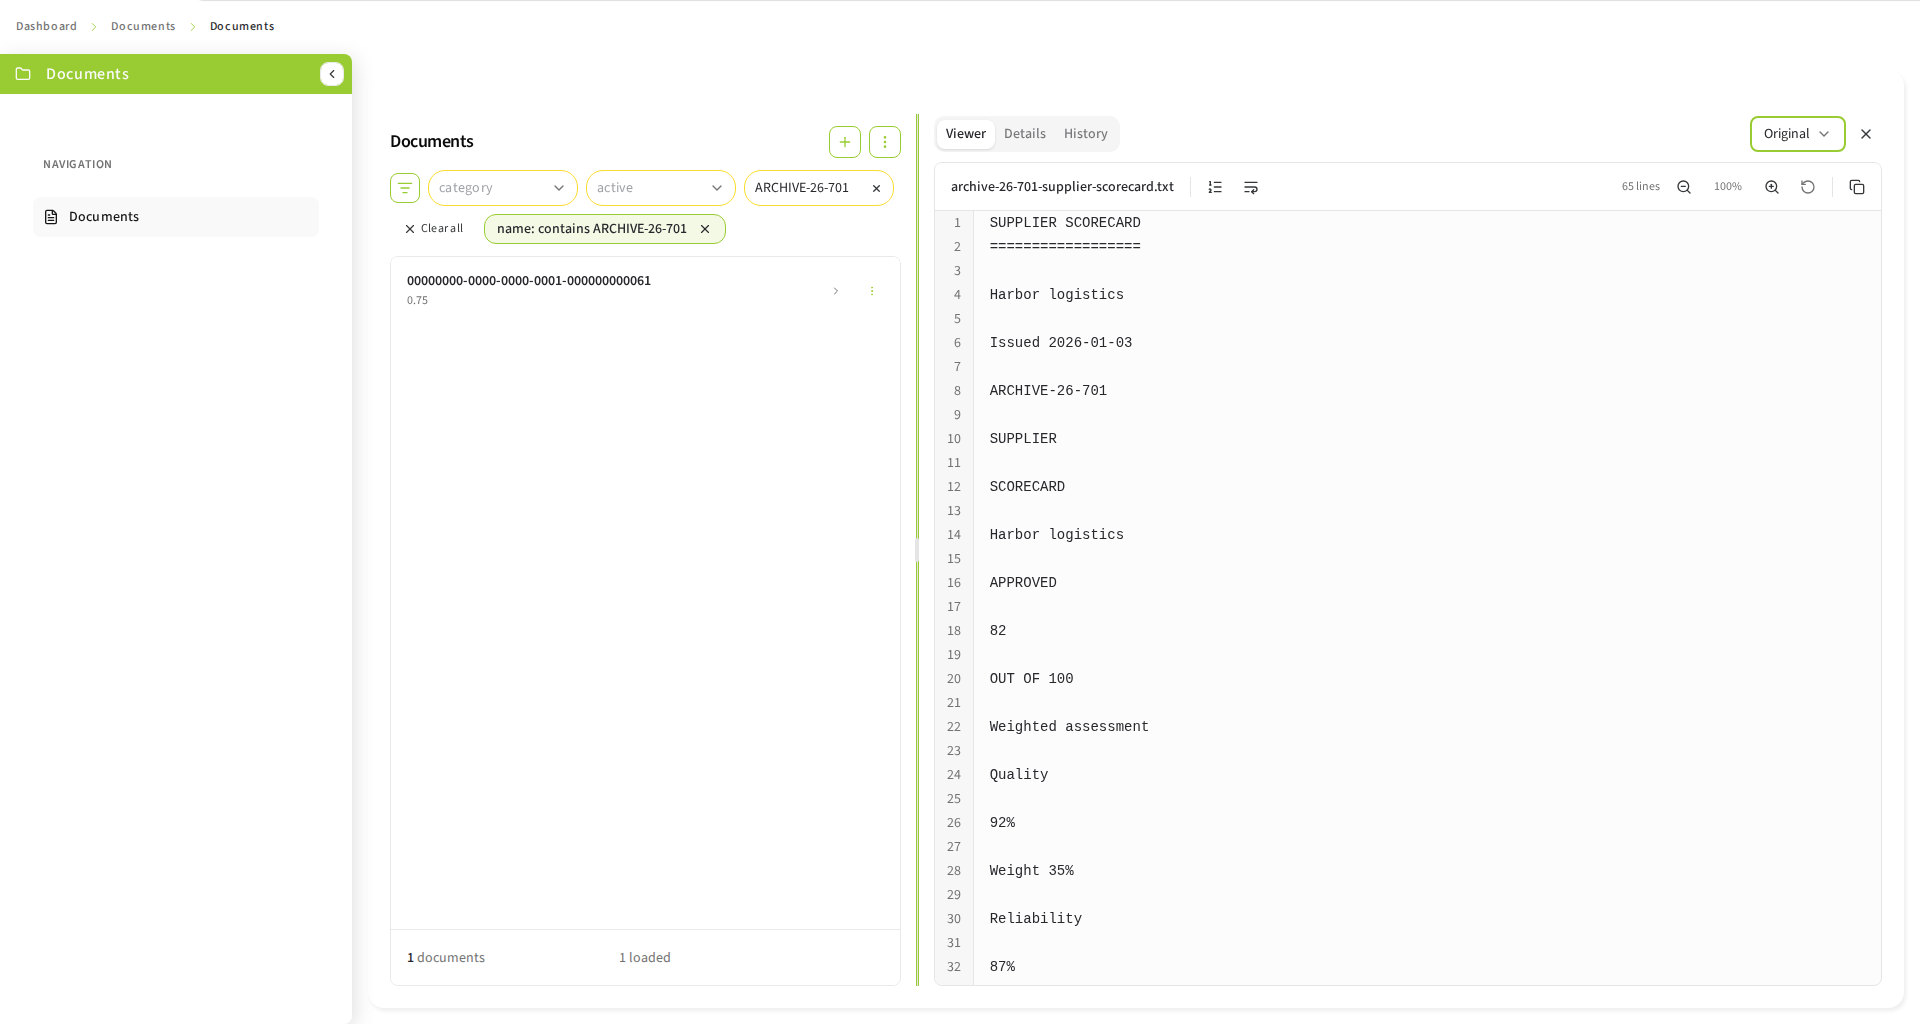 Dashboard
Documents
Documents
Documents
NAVIGATION
Documents
Documents
category
active
ARCHIVE-26-701
Clear all
name: contains ARCHIVE-26-701
00000000-0000-0000-0001-000000000061
0.75
1 documents
1 loaded
Viewer
Details
History
Original
archive-26-701-supplier-scorecard.txt
65 lines
100%
1 SUPPLIER SCORECARD
2 ==================
3
4 Harbor logistics
5
6 Issued 2026-01-03
7
8 ARCHIVE-26-701
9
10 SUPPLIER
11
12 SCORECARD
13
14 Harbor logistics
15
16 APPROVED
17
18 82
19
20 OUT OF 100
21
22 Weighted assessment
23
24 Quality
25
26 92%
27
28 Weight 35%
29
30 Reliability
31
32 87%